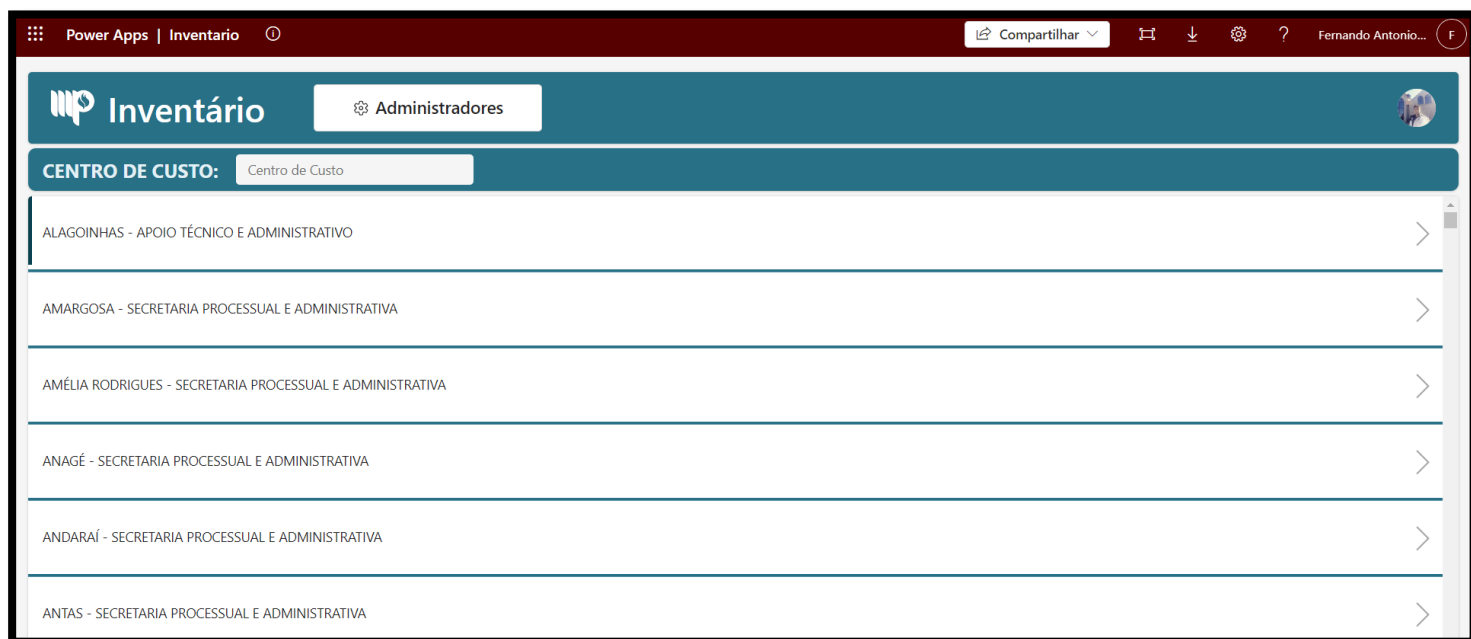 Power Apps | Inventario
Compartilhar
Fernando Antonio...
F
mp Inventário
Administradores
CENTRO DE CUSTO:
Centro de Custo
ALAGOINHAS - APOIO TÉCNICO E ADMINISTRATIVO
AMARGOSA - SECRETARIA PROCESSUAL E ADMINISTRATIVA
AMÉLIA RODRIGUES - SECRETARIA PROCESSUAL E ADMINISTRATIVA
ANAGÉ - SECRETARIA PROCESSUAL E ADMINISTRATIVA
ANDARAÍ - SECRETARIA PROCESSUAL E ADMINISTRATIVA
ANTAS - SECRETARIA PROCESSUAL E ADMINISTRATIVA